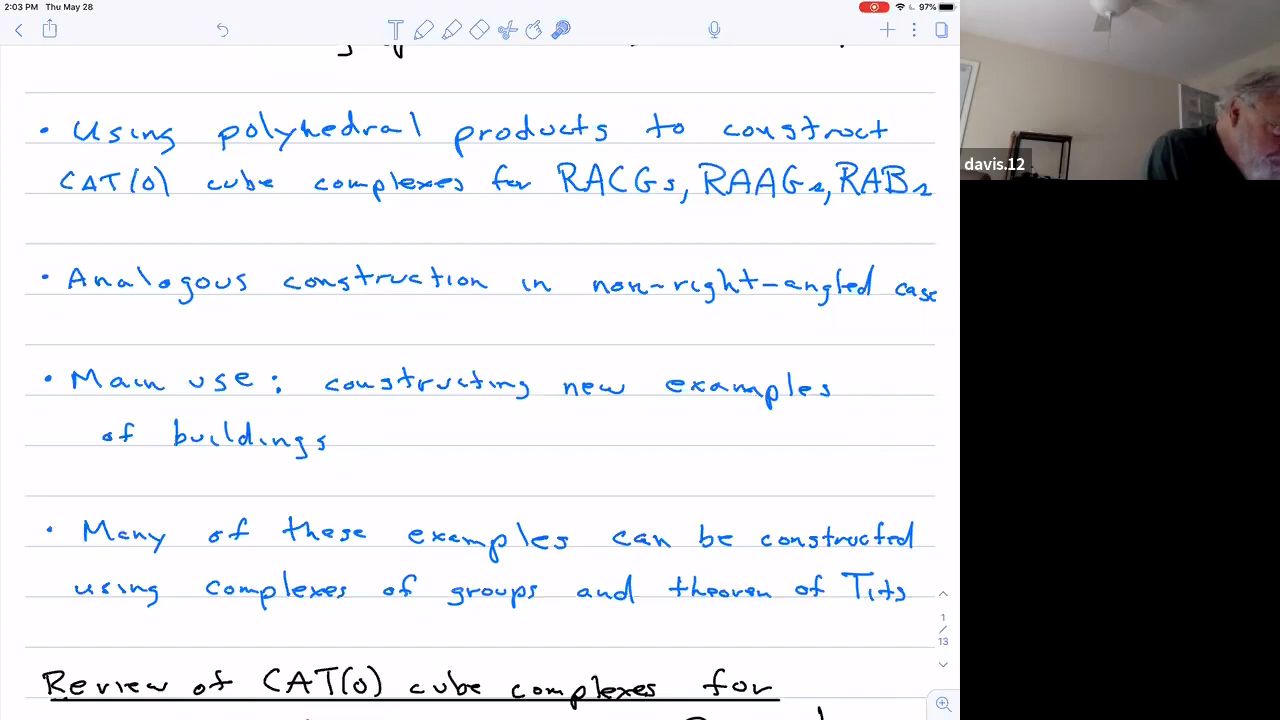 2:03 PM Thu May 28
97%
• Using polyhedral products to construct
CAT(0) cube complexes for RACGs, RAAGs, RABs
• Analogous construction in non-right-angled case
• Main use: constructing new examples
of buildings
• Many of these examples can be constructed
using complexes of groups and theorem of Tits
Review of CAT(0) cube complexes for
1
/
13
davis.12